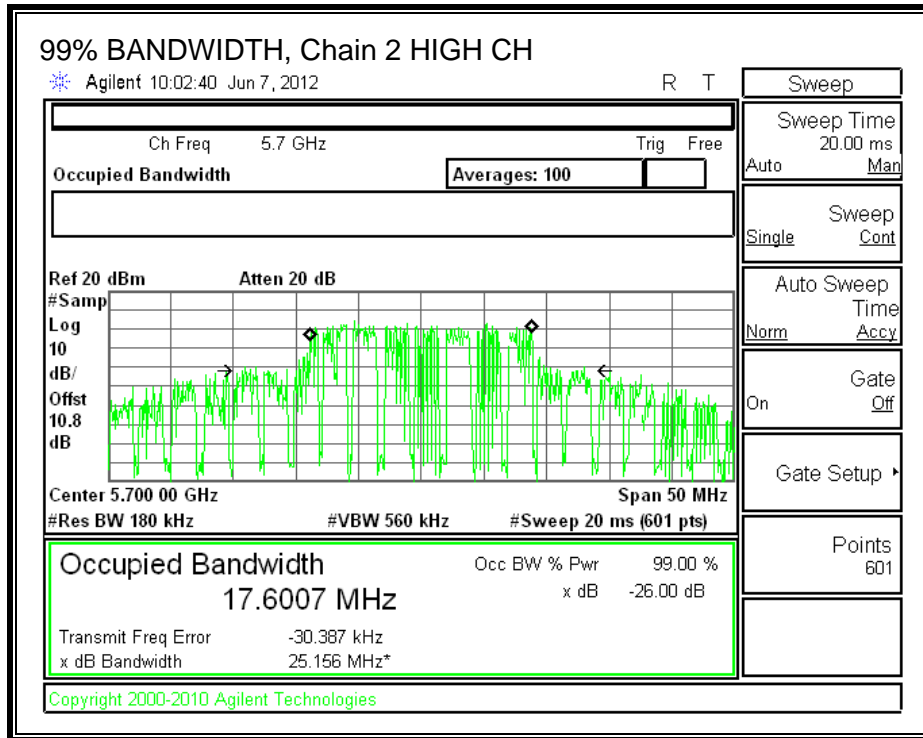 99% BANDWIDTH, Chain 2 HIGH CH
Agilent 10:02:40 Jun 7, 2012 R T
Ch Freq 5.7 GHz Trig Free
Occupied Bandwidth Averages: 100
Ref 20 dBm Atten 20 dB
#Samp
Log
10
dB/
Offst
10.8
dB
Center 5.700 00 GHz Span 50 MHz
#Res BW 180 kHz #VBW 560 kHz #Sweep 20 ms (601 pts)
Occupied Bandwidth Occ BW % Pwr 99.00 %
17.6007 MHz x dB -26.00 dB
Transmit Freq Error -30.387 kHz
x dB Bandwidth 25.156 MHz*
Copyright 2000-2010 Agilent Technologies
Sweep
Sweep Time
20.00 ms
Auto Man
Sweep
Single Cont
Auto Sweep
Time
Norm Accy
Gate
On Off
Gate Setup
Points
601